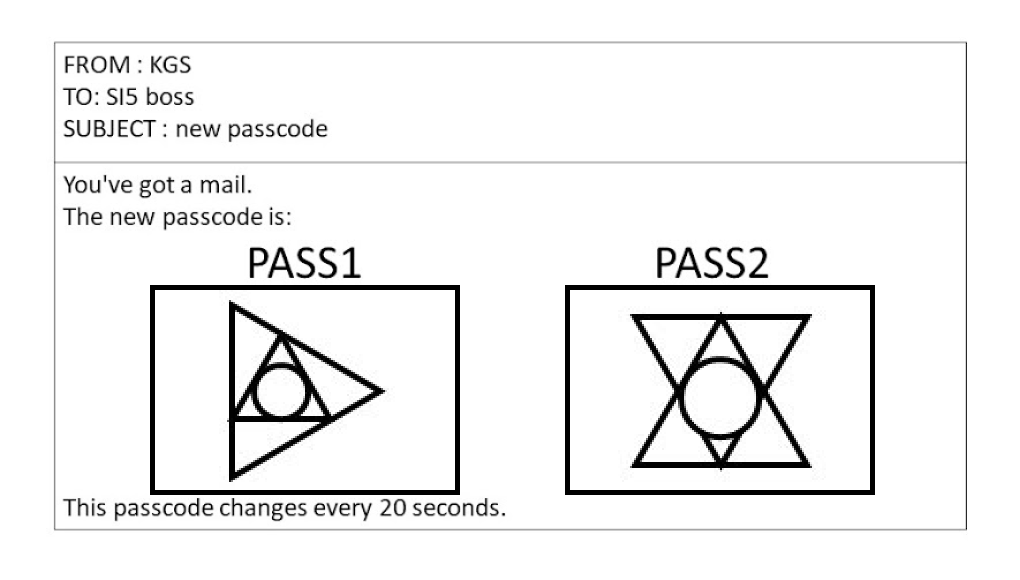 FROM : KGS
TO: SI5 boss
SUBJECT : new passcode
You've got a mail.
The new passcode is:
PASS1 PASS2
This passcode changes every 20 seconds.